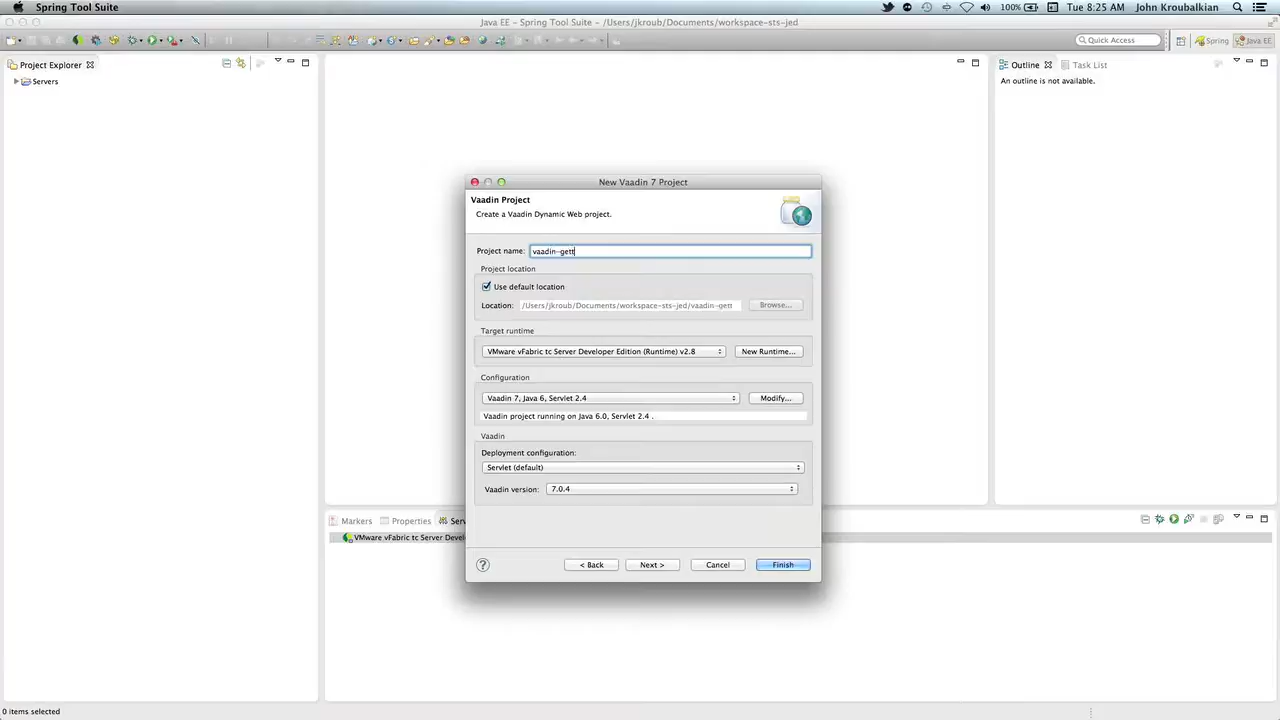 Spring Tool Suite
100%
Tue 8:25 AM
John Kroubalkian
Java EE - Spring Tool Suite - /Users/jkroub/Documents/workspace-sts-jed
Quick Access
Spring
Java EE
Project Explorer
Servers
Outline
Task List
An outline is not available.
New Vaadin 7 Project
Vaadin Project
Create a Vaadin Dynamic Web project.
Project name: vaadin-gett
Project location
Use default location
Location: /Users/jkroub/Documents/workspace-sts-jed/vaadin-gett Browse...
Target runtime
VMware vFabric tc Server Developer Edition (Runtime) v2.8 New Runtime...
Configuration
Vaadin 7, Java 6, Servlet 2.4 Modify...
Vaadin project running on Java 6.0, Servlet 2.4 .
Vaadin
Deployment configuration:
Servlet (default)
Vaadin version: 7.0.4
? < Back Next > Cancel Finish
Markers
Properties
Serv
VMware vFabric tc Server Devel
0 items selected